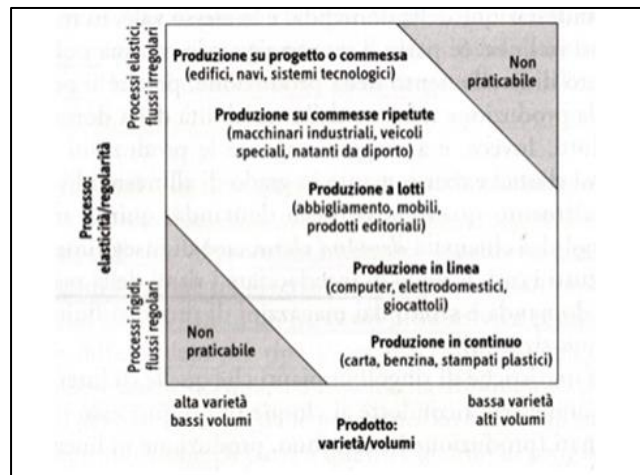 Processi elastici,
flussi irregolari
Produzione su progetto o commessa
(edifici, navi, sistemi tecnologici)
Non
praticabile
Produzione su commesse ripetute
(macchinari industriali, veicoli
speciali, natanti da diporto)
Processo:
elasticità/regolarità
Produzione a lotti
(abbigliamento, mobili,
prodotti editoriali)
Produzione in linea
(computer, elettrodomestici,
giocattoli)
Processi rigidi,
flussi regolari
Non
praticabile
Produzione in continuo
(carta, benzina, stampati plastici)
alta varietà
bassi volumi
Prodotto:
varietà/volumi
bassa varietà
alti volumi